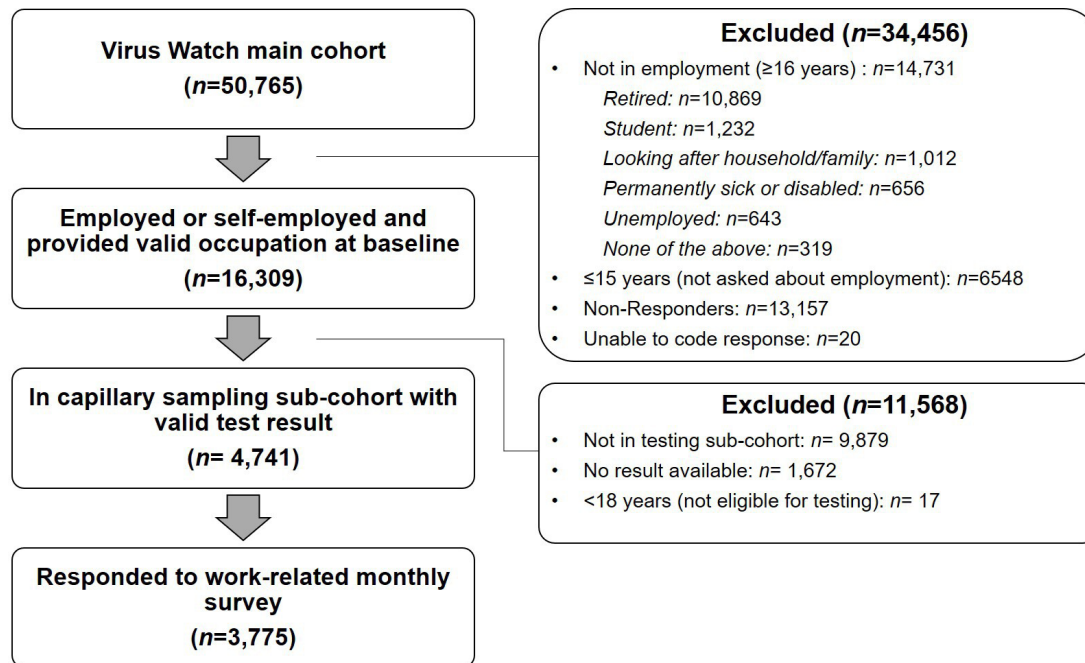 Virus Watch main cohort
(n=50,765)
Excluded (n=34,456)
• Not in employment (≥16 years) : n=14,731
Retired: n=10,869
Student: n=1,232
Looking after household/family: n=1,012
Permanently sick or disabled: n=656
Unemployed: n=643
None of the above: n=319
• ≤15 years (not asked about employment): n=6548
• Non-Responders: n=13,157
• Unable to code response: n=20
Employed or self-employed and
provided valid occupation at baseline
(n=16,309)
Excluded (n=11,568)
• Not in testing sub-cohort: n= 9,879
• No result available: n= 1,672
• <18 years (not eligible for testing): n= 17
In capillary sampling sub-cohort with
valid test result
(n= 4,741)
Responded to work-related monthly
survey
(n=3,775)